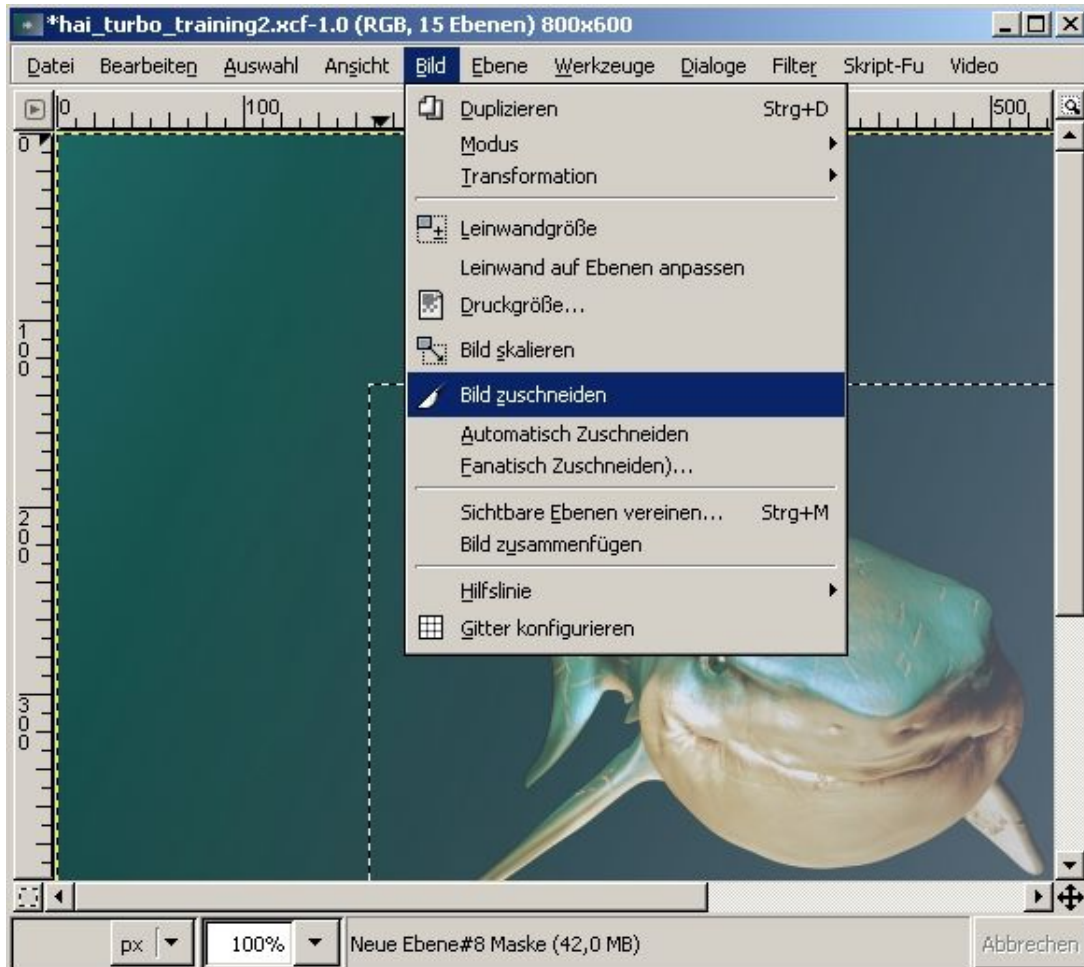 *hai_turbo_training2.xcf-1.0 (RGB, 15 Ebenen) 800x600
Datei Bearbeiten Auswahl Ansicht Bild Ebene Werkzeuge Dialoge Filter Skript-Fu Video
0 100 500
Duplizieren Strg+D
Modus
Transformation
Leinwandgröße
Leinwand auf Ebenen anpassen
Druckgröße...
Bild skalieren
Bild zuschneiden
Automatisch Zuschneiden
Fanatisch Zuschneiden)...
Sichtbare Ebenen vereinen... Strg+M
Bild zusammenfügen
Hilfslinie
Gitter konfigurieren
0
100
200
300
px 100% Neue Ebene#8 Maske (42,0 MB) Abbrechen